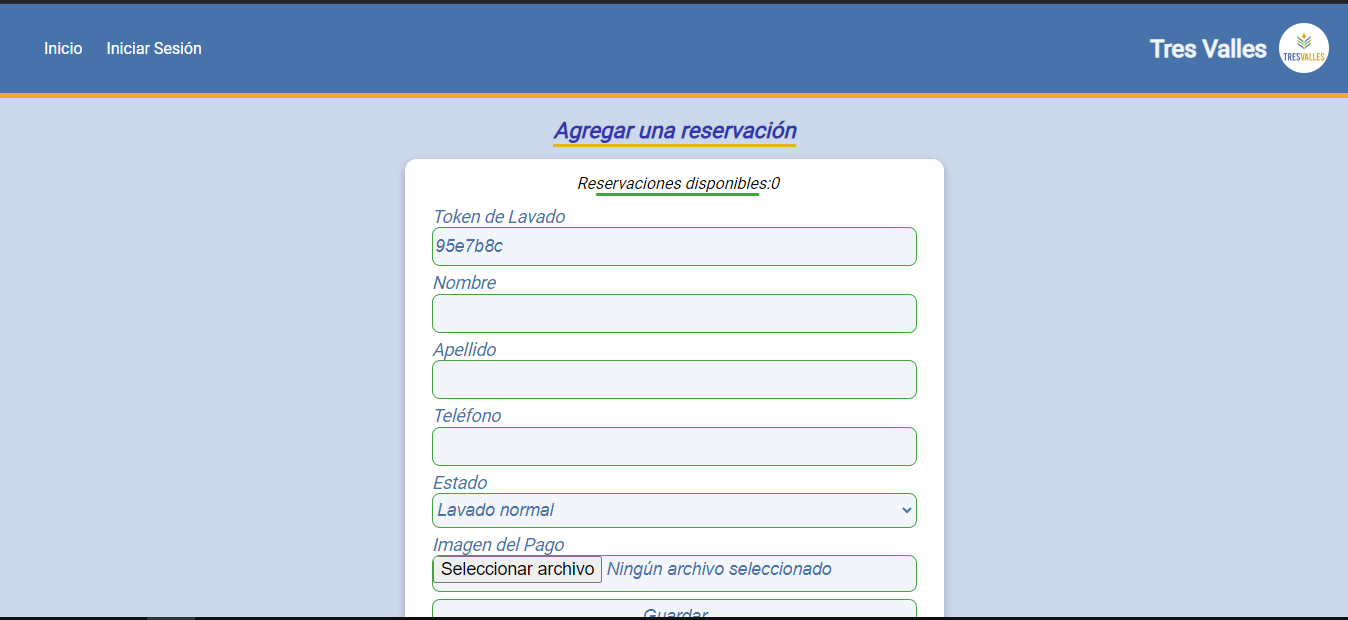 Inicio Iniciar Sesión Tres Valles TRESVALLES
Agregar una reservación
Reservaciones disponibles:0
Token de Lavado
95e7b8c
Nombre
Apellido
Teléfono
Estado
Lavado normal
Imagen del Pago
Seleccionar archivo Ningún archivo seleccionado
Guardar